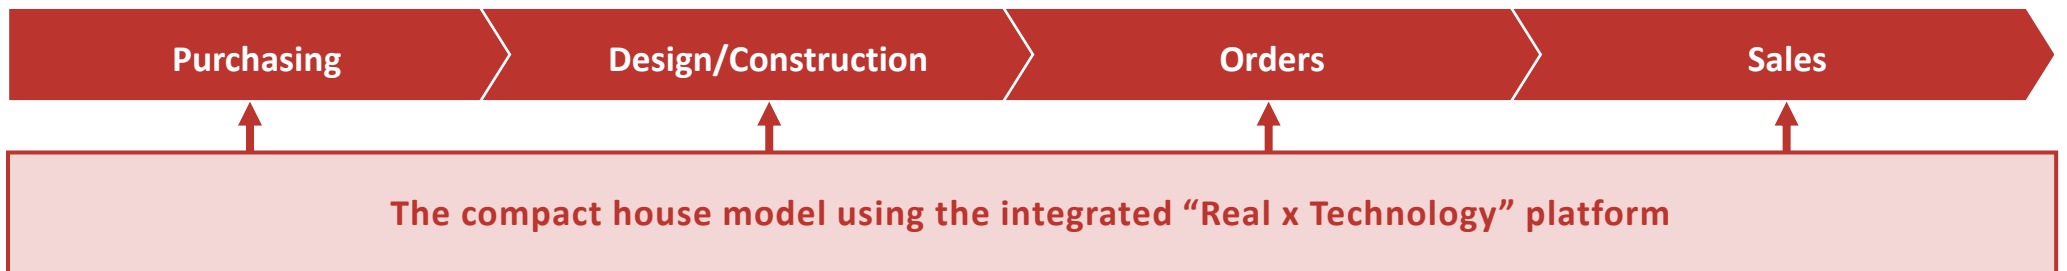 Purchasing
Design/Construction
Orders
Sales
The compact house model using the integrated “Real x Technology” platform